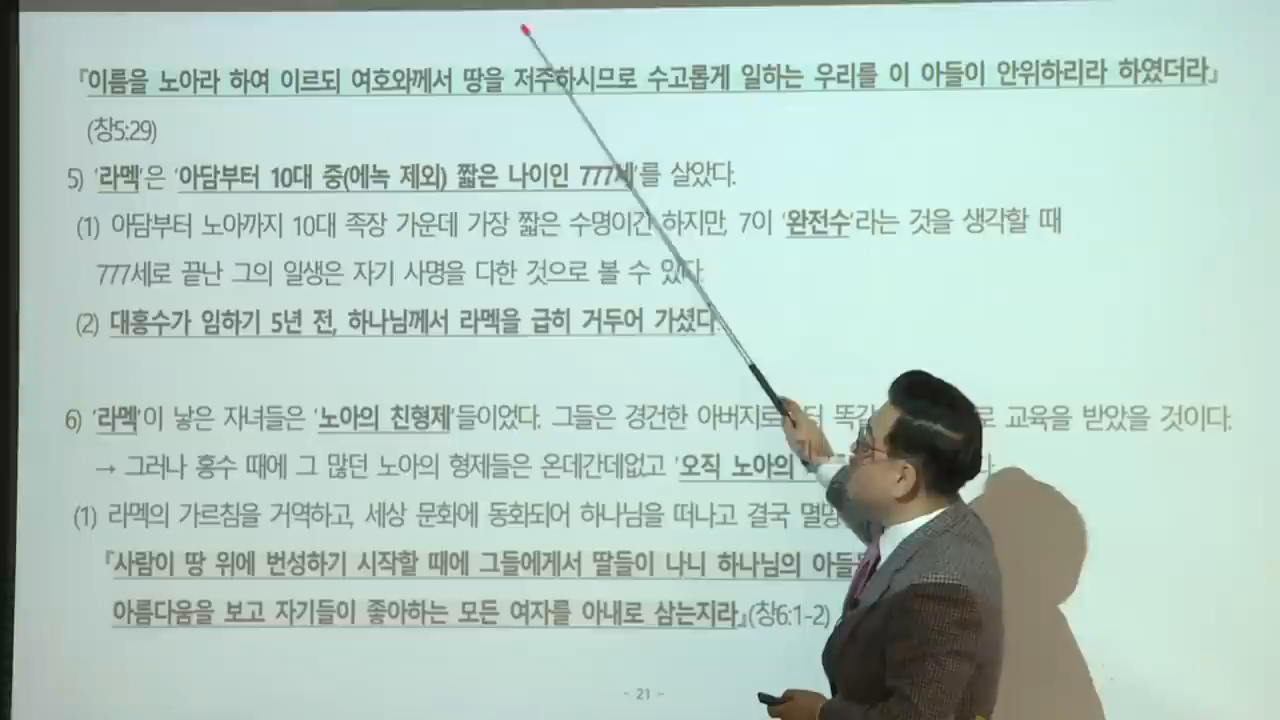 『이름을 노아라 하여 이르되 여호와께서 땅을 저주하시므로 수고롭게 일하는 우리를 이 아들이 안위하리라 하였더라』
(창5:29)
5) '라멕'은 '아담부터 10대 중(에녹 제외) 짧은 나이인 777세'를 살았다.
(1) 아담부터 노아까지 10대 족장 가운데 가장 짧은 수명이긴 하지만, 7이 '완전수'라는 것을 생각할 때
777세로 끝난 그의 일생은 자기 사명을 다한 것으로 볼 수 있다.
(2) 대홍수가 임하기 5년 전, 하나님께서 라멕을 급히 거두어 가셨다.
6) '라멕'이 낳은 자녀들은 '노아의 친형제'들이었다. 그들은 경건한 아버지로 교육을 받았을 것이다.
→ 그러나 홍수 때에 그 많던 노아의 형제들은 온데간데없고 '오직 노아의
(1) 라멕의 가르침을 거역하고, 세상 문화에 동화되어 하나님을 떠나고 결국 멸망
『사람이 땅 위에 번성하기 시작할 때에 그들에게서 딸들이 나니 하나님의
아름다움을 보고 자기들이 좋아하는 모든 여자를 아내로 삼는지라』(창6:1-2)
- 21 -